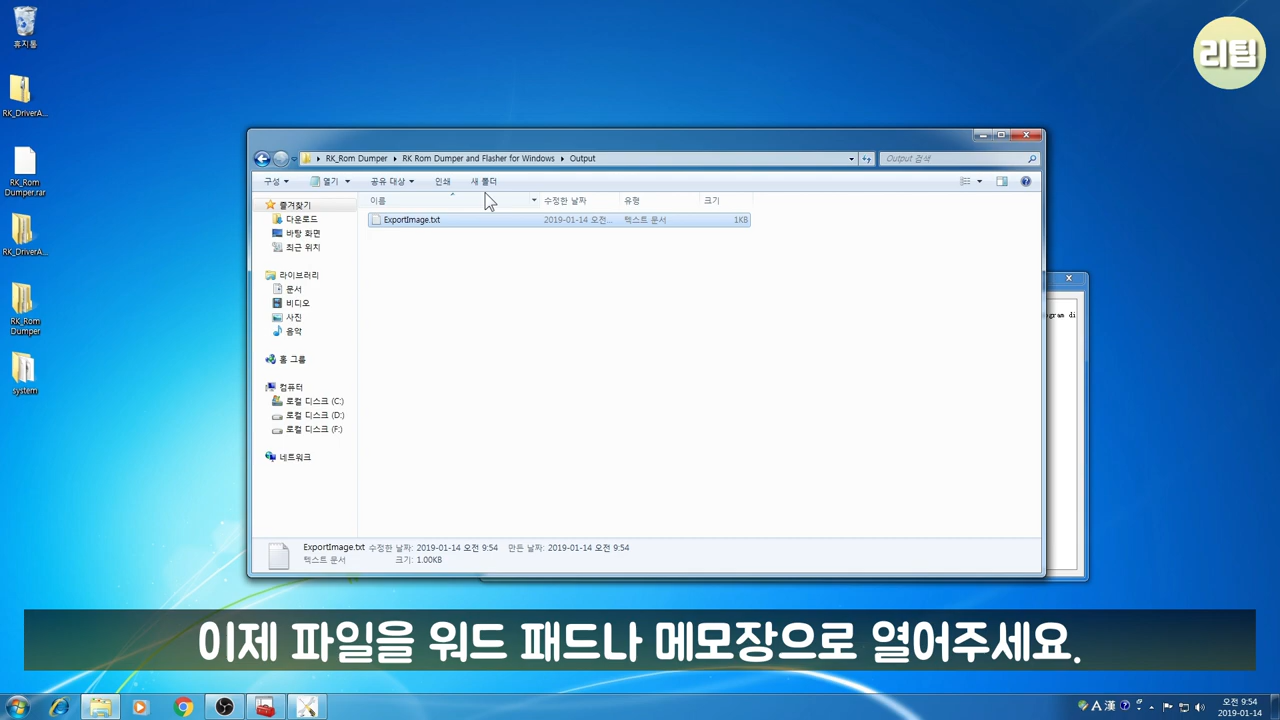 휴지통
RK_DriverA...
RK_Rom
Dumper.rar
RK_DriverA...
RK_Rom
Dumper
system
리팁
RK_Rom Dumper
RK Rom Dumper and Flasher for Windows
Output
Output 검색
구성
열기
공유 대상
인쇄
새 폴더
이름
수정한 날짜
유형
크기
ExportImage.txt
2019-01-14 오전...
텍스트 문서
1KB
즐겨찾기
다운로드
바탕 화면
최근 위치
라이브러리
문서
비디오
사진
음악
홈 그룹
컴퓨터
로컬 디스크 (C:)
로컬 디스크 (D:)
로컬 디스크 (F:)
네트워크
ogram di
ExportImage.txt 수정한 날짜: 2019-01-14 오전 9:54 만든 날짜: 2019-01-14 오전 9:54
텍스트 문서 크기: 1.00KB
이제 파일을 워드 패드나 메모장으로 열어주세요.
A 漢
오전 9:54
2019-01-14